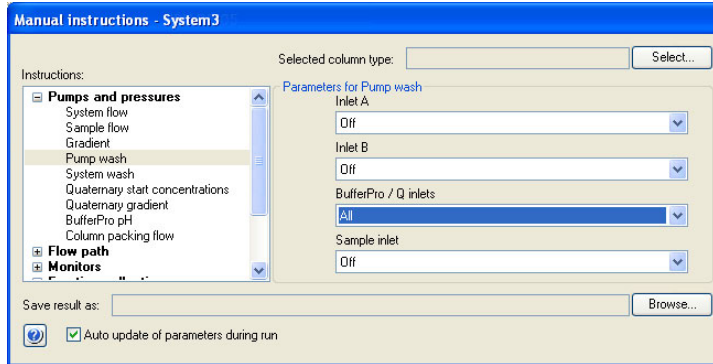 Manual instructions - System3
Selected column type:
Select...
Instructions:
Pumps and pressures
System flow
Sample flow
Gradient
Pump wash
System wash
Quaternary start concentrations
Quaternary gradient
BufferPro pH
Column packing flow
Flow path
Monitors
Parameters for Pump wash
Inlet A
Off
Inlet B
Off
BufferPro / Q inlets
All
Sample inlet
Off
Save result as:
Browse...
Auto update of parameters during run